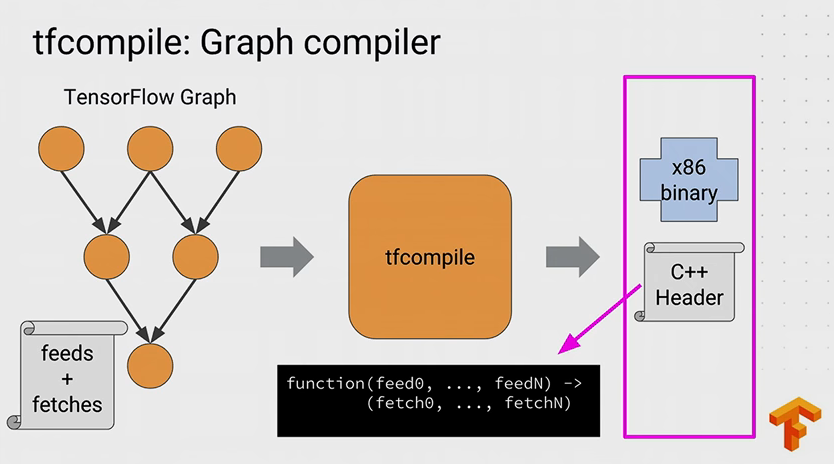 tfcompile: Graph compiler
TensorFlow Graph
feeds
+
fetches
tfcompile
x86
binary
C++
Header
function(feed0, ..., feedN) ->
(fetch0, ..., fetchN)